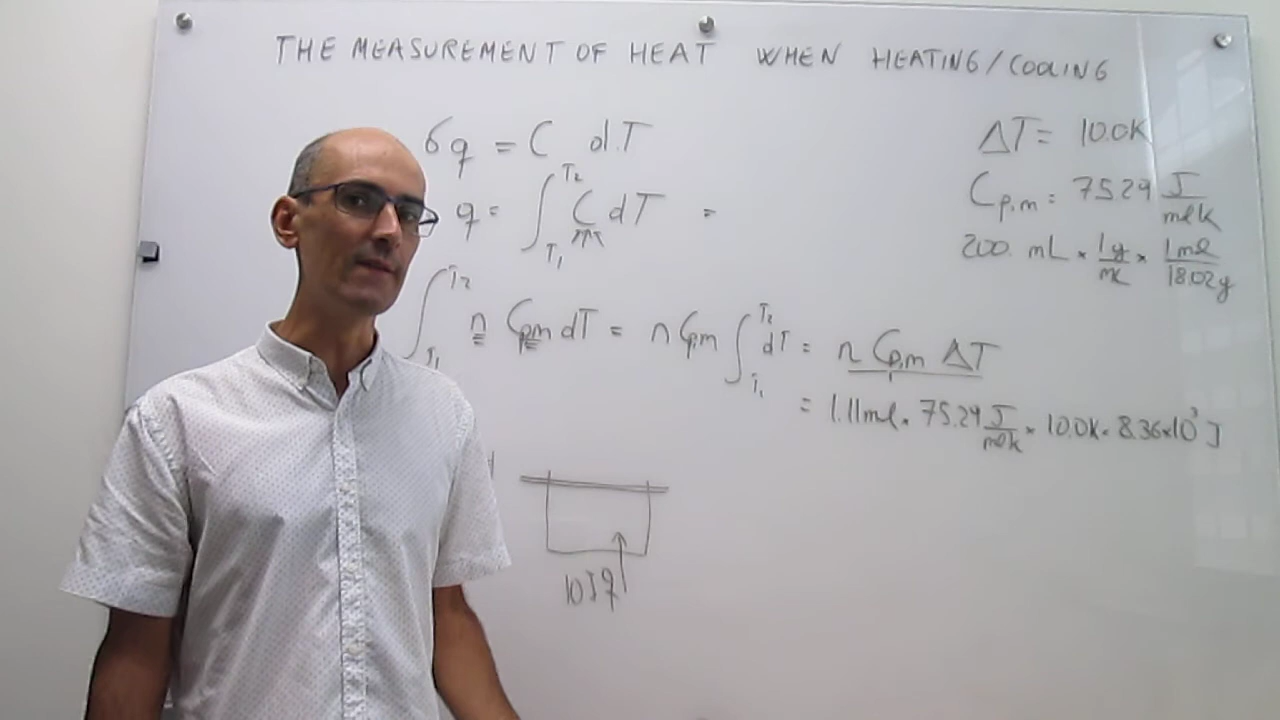 THE MEASUREMENT OF HEAT WHEN HEATING/COOLING
δq = C dT
q = ∫_{T₁}^{T₂} C dT =
∫_{T₁}^{T₂} n Cp,m dT = n Cp,m ∫_{T₁}^{T₂} dT = n Cp,m ΔT
= 1.11mol · 75.29 J/molK × 10.0K = 8.36×10³ J
10J q
ΔT = 10.0K
Cp,m = 75.29 J/molK
200. mL × 1g/mL × 1mol/18.02g